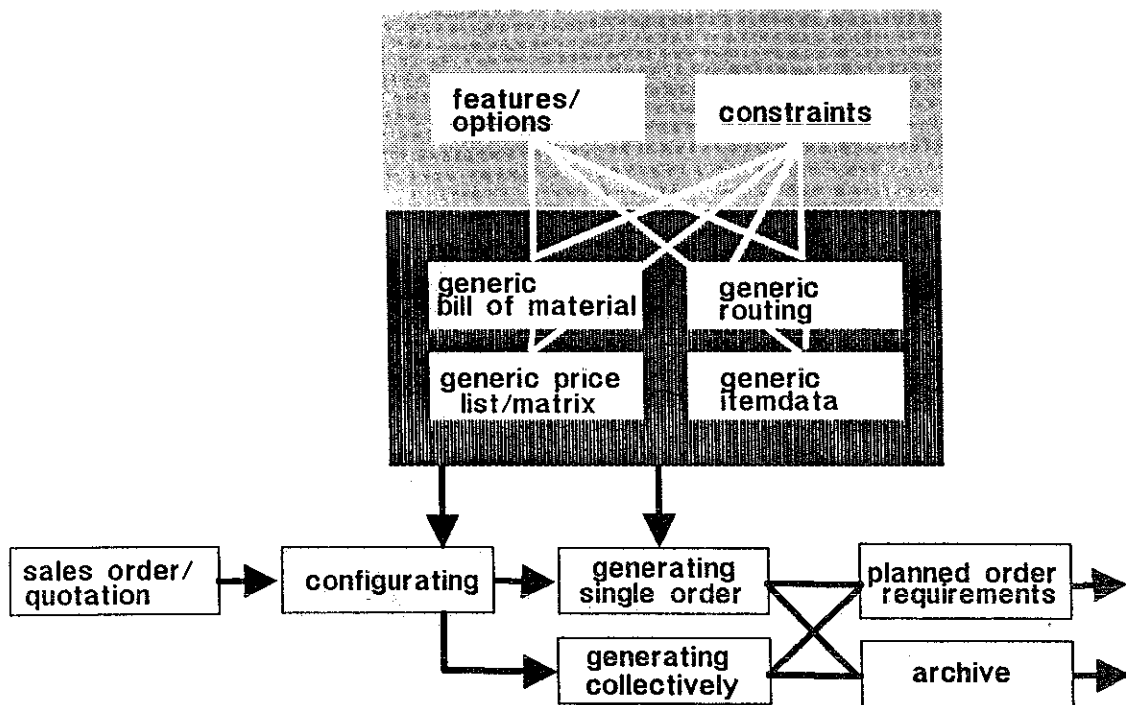 features/
options
constraints
generic
bill of material
generic
routing
generic price
list/matrix
generic
itemdata
sales order/
quotation
configurating
generating
single order
planned order
requirements
generating
collectively
archive